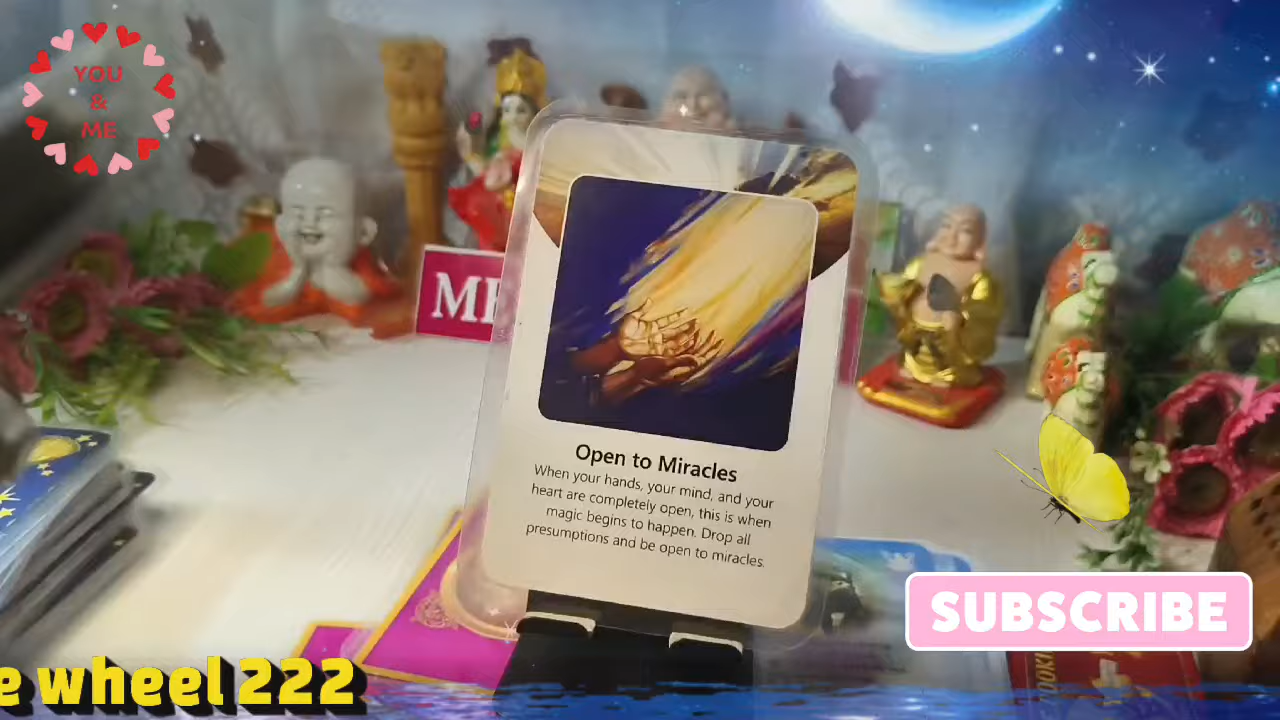 YOU
&
ME
Open to Miracles
When your hands, your mind, and your
heart are completely open, this is when
magic begins to happen. Drop all
presumptions and be open to miracles.
SUBSCRIBE
e wheel 222